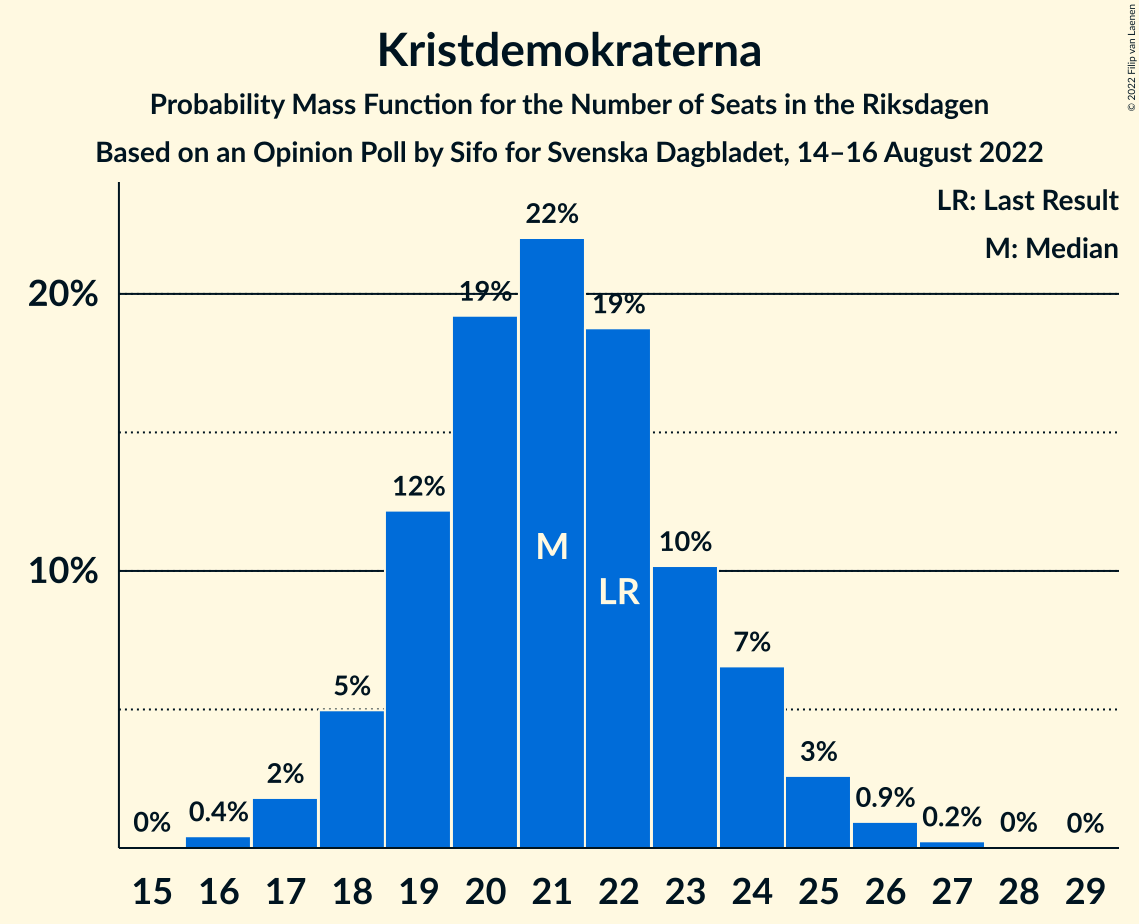 Kristdemokraterna
Probability Mass Function for the Number of Seats in the Riksdagen
Based on an Opinion Poll by Sifo for Svenska Dagbladet, 14–16 August 2022
© 2022 Filip van Laenen
LR: Last Result
M: Median
20%
10%
0%
0.4%
2%
5%
12%
19%
22%
19%
10%
7%
3%
0.9%
0.2%
0%
0%
M
LR
15 16 17 18 19 20 21 22 23 24 25 26 27 28 29